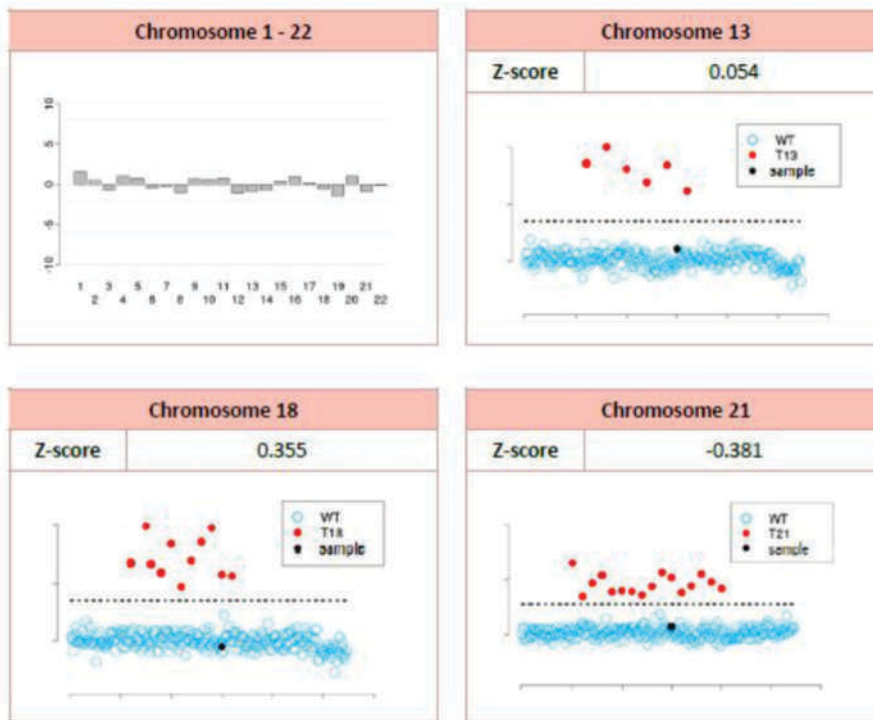 Chromosome 1 - 22
10
5
0
-5
-10
1 3 5 7 9 11 13 15 17 19 21
2 4 6 8 10 12 14 16 18 20 22
Chromosome 13
Z-score 0.054
WT
T13
sample
Chromosome 18
Z-score 0.355
WT
T18
sample
Chromosome 21
Z-score -0.381
WT
T21
sample